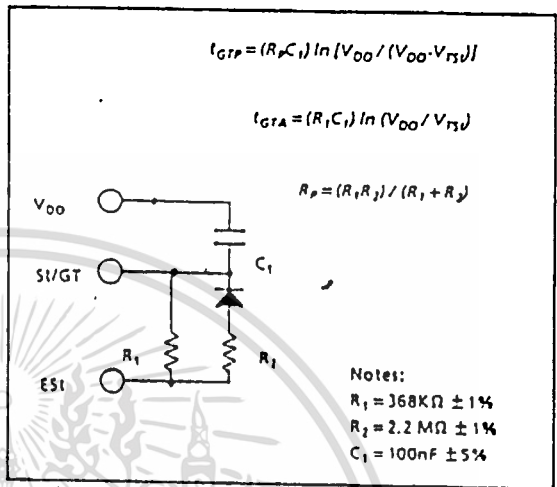 t_GTP = (R_P C_1) ln [V_DD / (V_DD - V_TSt)]
t_GTA = (R_1 C_1) ln (V_DD / V_TSt)
R_P = (R_1 R_2) / (R_1 + R_2)
V_DD
C_1
St/GT
R_1
R_2
ESt
Notes:
R_1 = 368KΩ ± 1%
R_2 = 2.2 MΩ ± 1%
C_1 = 100nF ± 5%